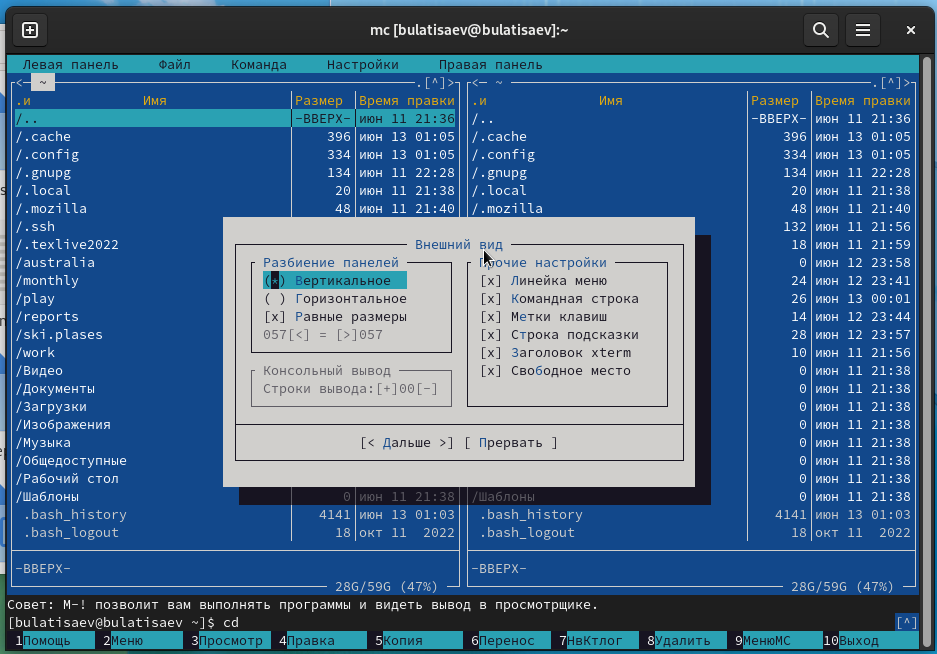 mc [bulatisaev@bulatisaev]:~
Левая панель Файл Команда Настройки Правая панель
<─ ~ .[^]> <─ ~ .[^]>
.и Имя Размер Время правки .и Имя Размер Время правки
/.. -ВВЕРХ- июн 11 21:36 /.. -ВВЕРХ- июн 11 21:36
/.cache 396 июн 13 01:05 /.cache 396 июн 13 01:05
/.config 334 июн 13 01:05 /.config 334 июн 13 01:05
/.gnupg 134 июн 11 22:28 /.gnupg 134 июн 11 22:28
/.local 20 июн 11 21:38 /.local 20 июн 11 21:38
/.mozilla 48 июн 11 21:40 /.mozilla 48 июн 11 21:40
/.ssh 132 июн 11 21:56
/.texlive2022 Внешний вид 18 июн 11 21:59
/australia Разбиение панелей Прочие настройки 0 июн 12 23:58
/monthly (*) Вертикальное [x] Линейка меню 24 июн 12 23:41
/play ( ) Горизонтальное [x] Командная строка 26 июн 13 00:01
/reports [x] Равные размеры [x] Метки клавиш 14 июн 12 23:44
/ski.plases 057[<] = [>]057 [x] Строка подсказки 28 июн 12 23:57
/work [x] Заголовок xterm 10 июн 11 21:56
/Видео Консольный вывод [x] Свободное место 0 июн 11 21:38
/Документы Строки вывода:[+]00[-] 0 июн 11 21:38
/Загрузки 0 июн 11 21:38
/Изображения 0 июн 11 21:38
/Музыка [< Дальше >] [ Прервать ] 0 июн 11 21:38
/Общедоступные 0 июн 11 21:38
/Рабочий стол 0 июн 11 21:38
/Шаблоны 0 июн 11 21:38 /Шаблоны 0 июн 11 21:38
.bash_history 4141 июн 13 01:03 .bash_history 4141 июн 13 01:03
.bash_logout 18 окт 11 2022 .bash_logout 18 окт 11 2022
-ВВЕРХ- -ВВЕРХ-
28G/59G (47%) 28G/59G (47%)
Совет: M-! позволит вам выполнять программы и видеть вывод в просмотрщике.
[bulatisaev@bulatisaev ~]$ cd [^]
1Помощь 2Меню 3Просмотр 4Правка 5Копия 6Перенос 7НвКтлог 8Удалить 9МенюМС 10Выход